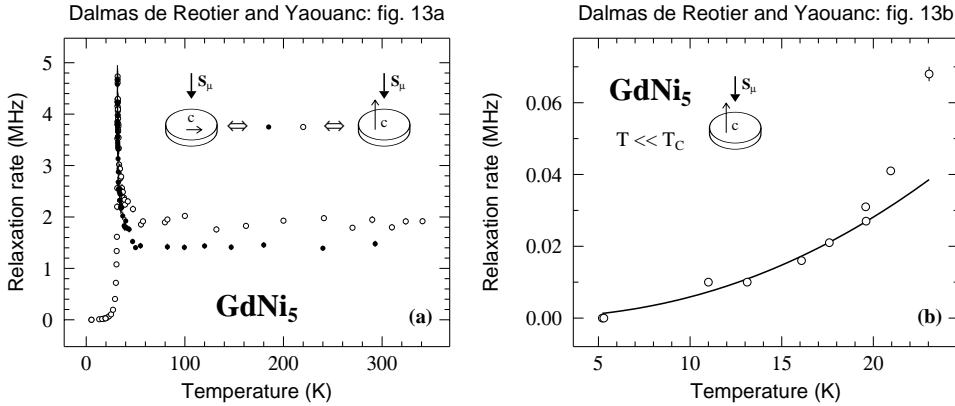 Dalmas de Reotier and Yaouanc: fig. 13a
5
4
3
2
1
0
Relaxation rate (MHz)
S_μ
S_μ
c
c
GdNi5
(a)
0
100
200
300
Temperature (K)
Dalmas de Reotier and Yaouanc: fig. 13b
0.06
0.04
0.02
0.00
Relaxation rate (MHz)
GdNi5
S_μ
c
T << T_C
(b)
5
10
15
20
Temperature (K)